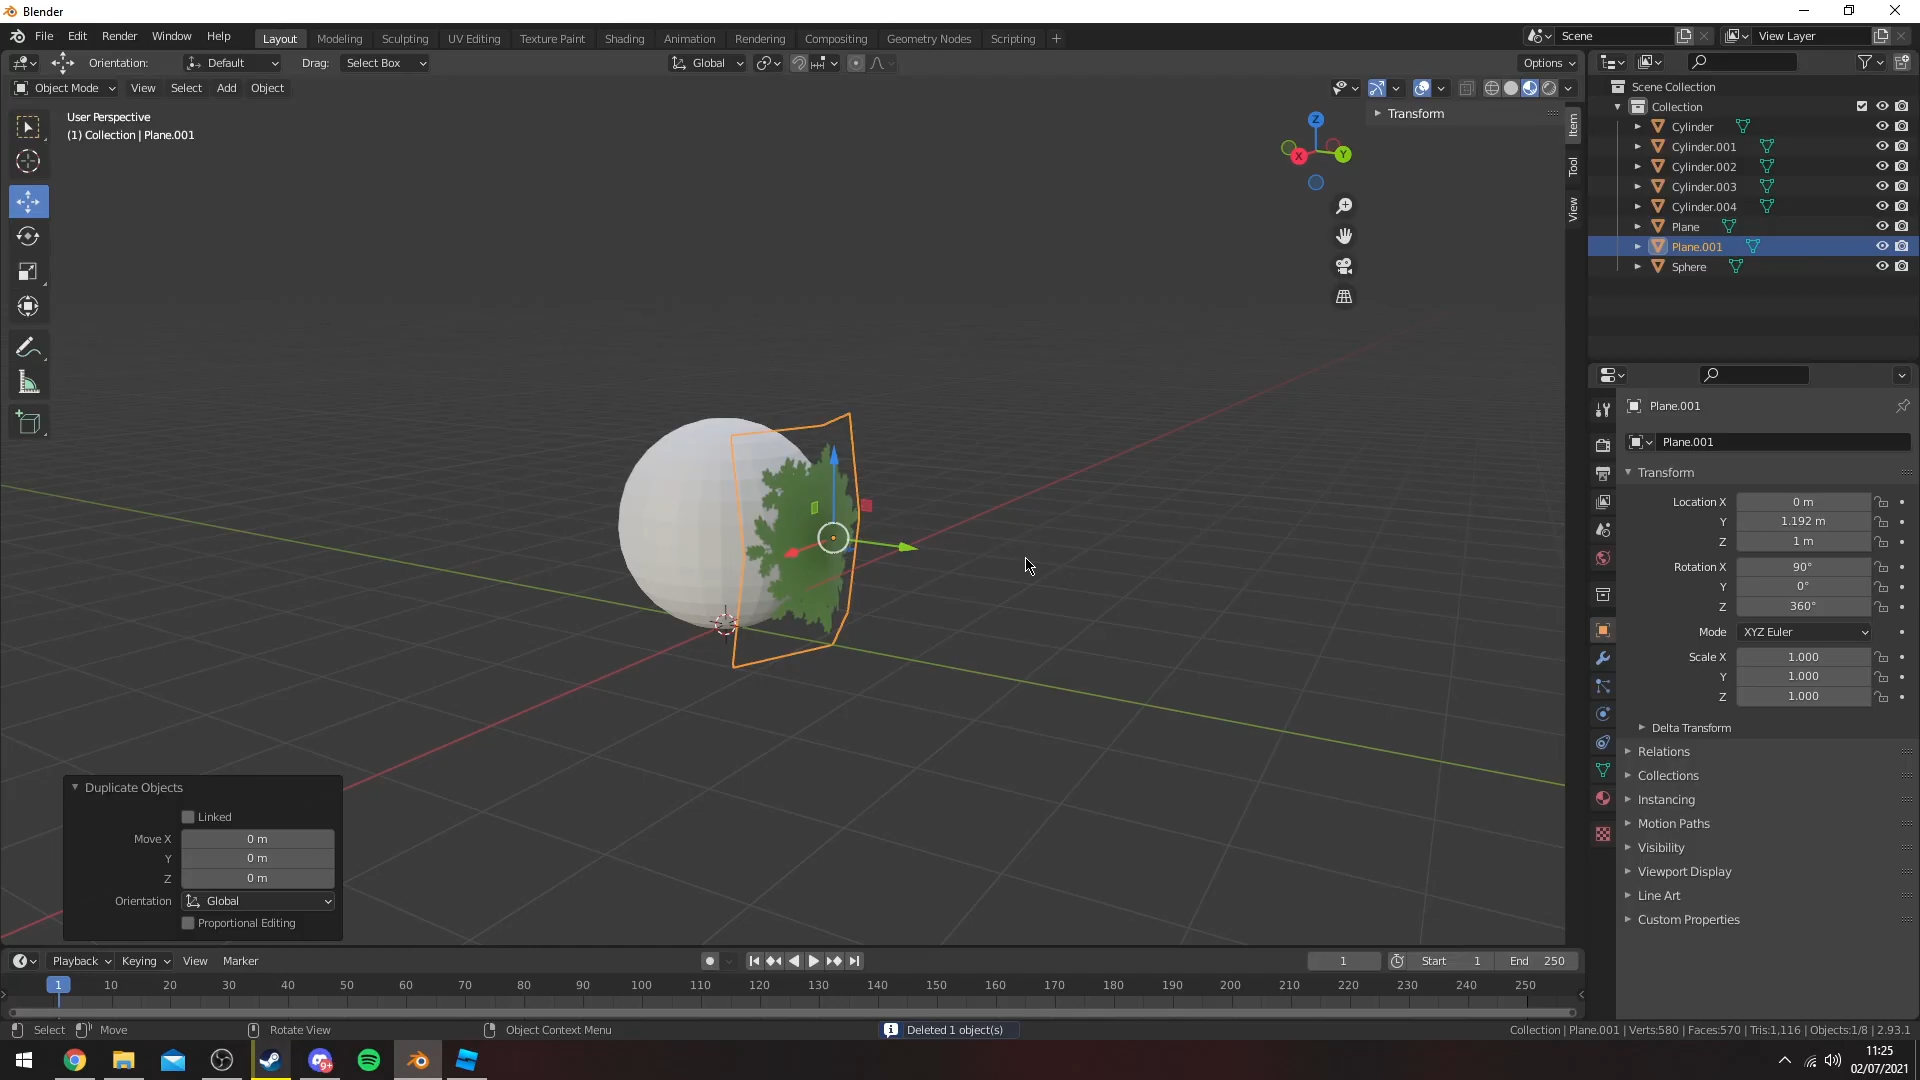 Blender
File Edit Render Window Help
Layout Modeling Sculpting UV Editing Texture Paint Shading Animation Rendering Compositing Geometry Nodes Scripting +
Scene
View Layer
Orientation: Default Drag: Select Box
Global
Options
Object Mode View Select Add Object
User Perspective
(1) Collection | Plane.001
Transform
Item
Tool
View
Z
X
Y
Scene Collection
Collection
Cylinder
Cylinder.001
Cylinder.002
Cylinder.003
Cylinder.004
Plane
Plane.001
Sphere
Plane.001
Plane.001
Transform
Location X 0 m
Y 1.192 m
Z 1 m
Rotation X 90°
Y 0°
Z 360°
Mode XYZ Euler
Scale X 1.000
Y 1.000
Z 1.000
Delta Transform
Relations
Collections
Instancing
Motion Paths
Visibility
Viewport Display
Line Art
Custom Properties
Duplicate Objects
Linked
Move X 0 m
Y 0 m
Z 0 m
Orientation Global
Proportional Editing
Playback Keying View Marker
1 Start 1 End 250
1 10 20 30 40 50 60 70 80 90 100 110 120 130 140 150 160 170 180 190 200 210 220 230 240 250
Select Move Rotate View Object Context Menu
Deleted 1 object(s)
Collection | Plane.001 | Verts:580 | Faces:570 | Tris:1,116 | Objects:1/8 | 2.93.1
9+
11:25
02/07/2021